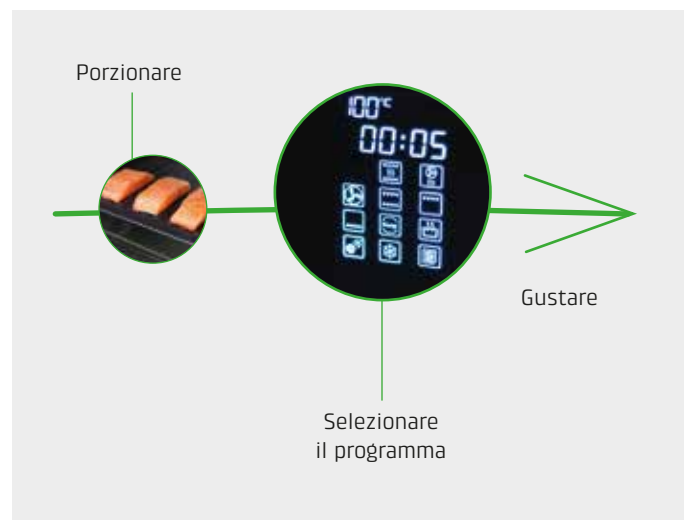 Porzionare
100°C
00:05
Gustare
Selezionare
il programma